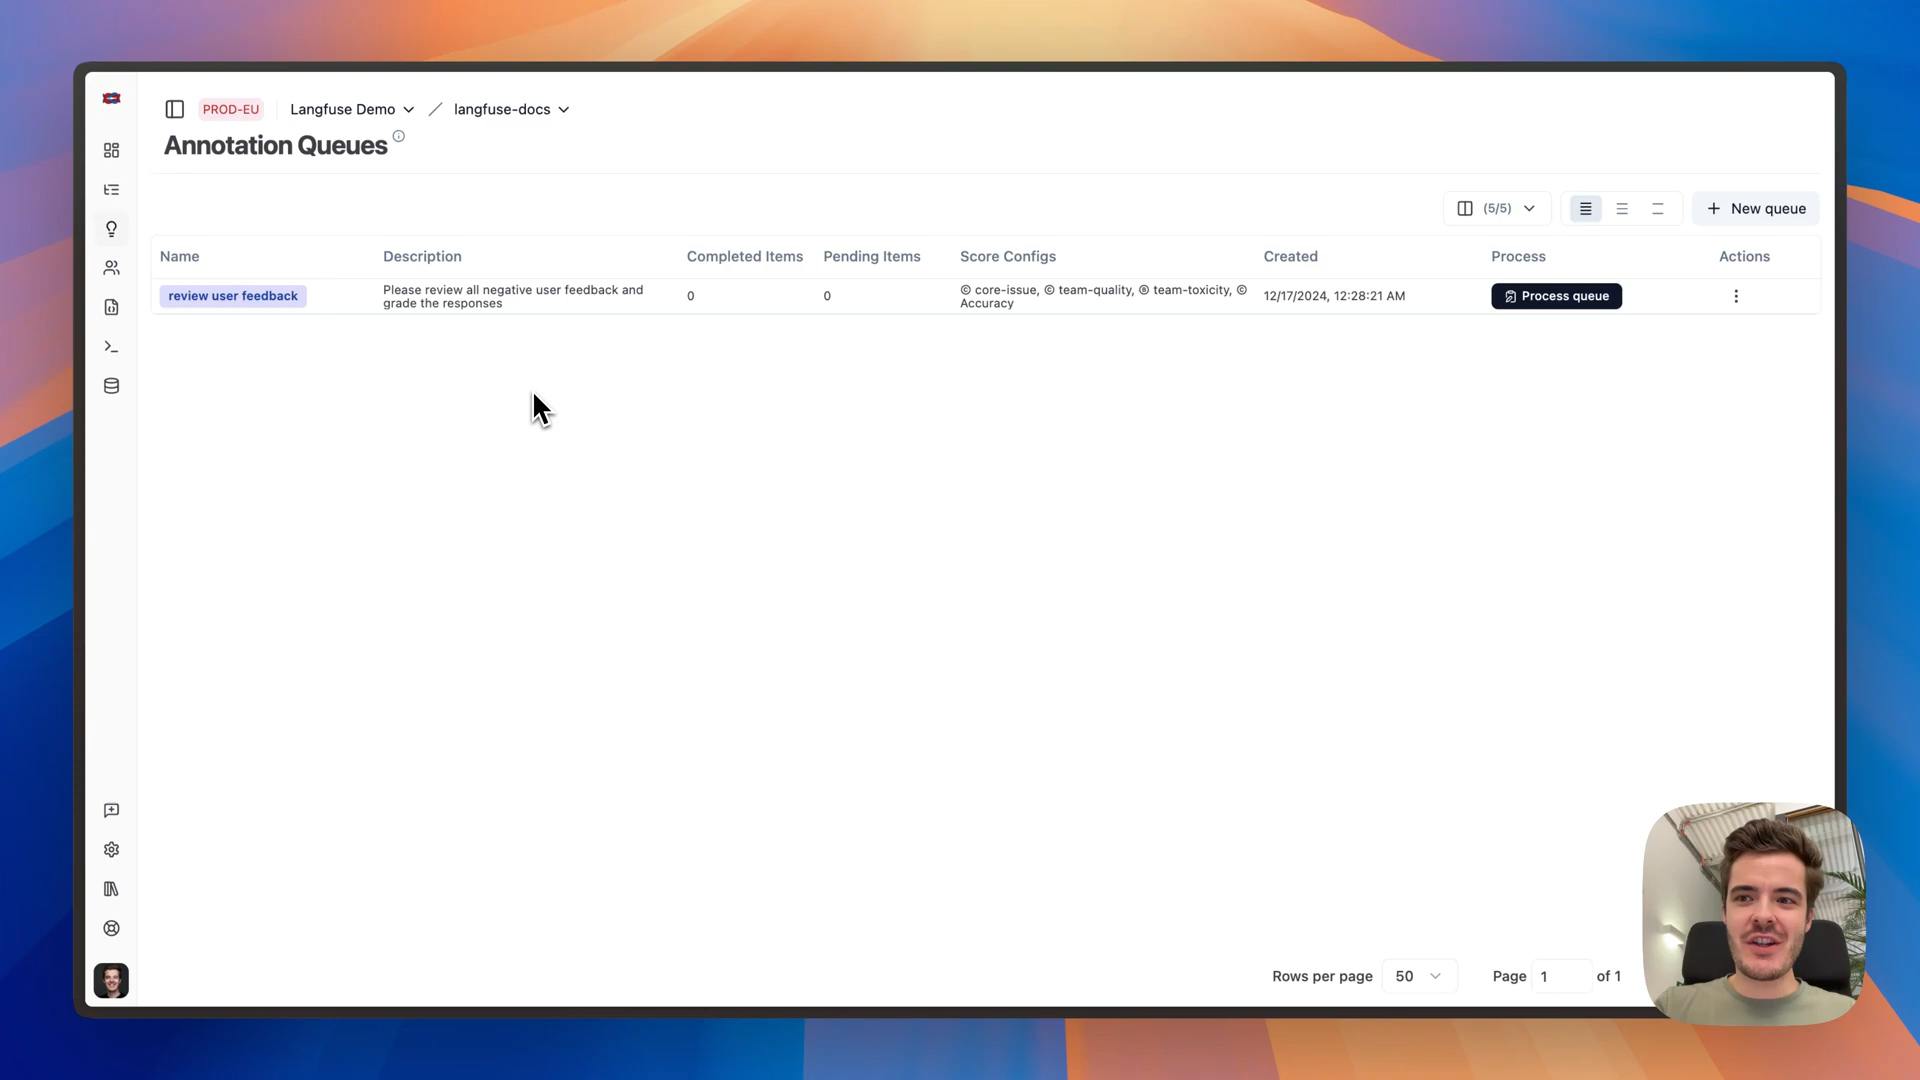 PROD-EU Langfuse Demo / langfuse-docs
Annotation Queues
(5/5) + New queue
Name Description Completed Items Pending Items Score Configs Created Process Actions
review user feedback Please review all negative user feedback and grade the responses 0 0 © core-issue, © team-quality, ® team-toxicity, © Accuracy 12/17/2024, 12:28:21 AM Process queue
Rows per page 50 Page 1 of 1